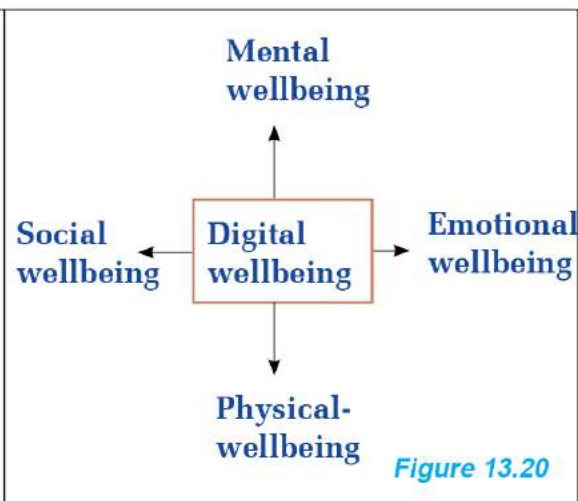 Mental
wellbeing
Social
wellbeing
Digital
wellbeing
Emotional
wellbeing
Physical-
wellbeing
Figure 13.20